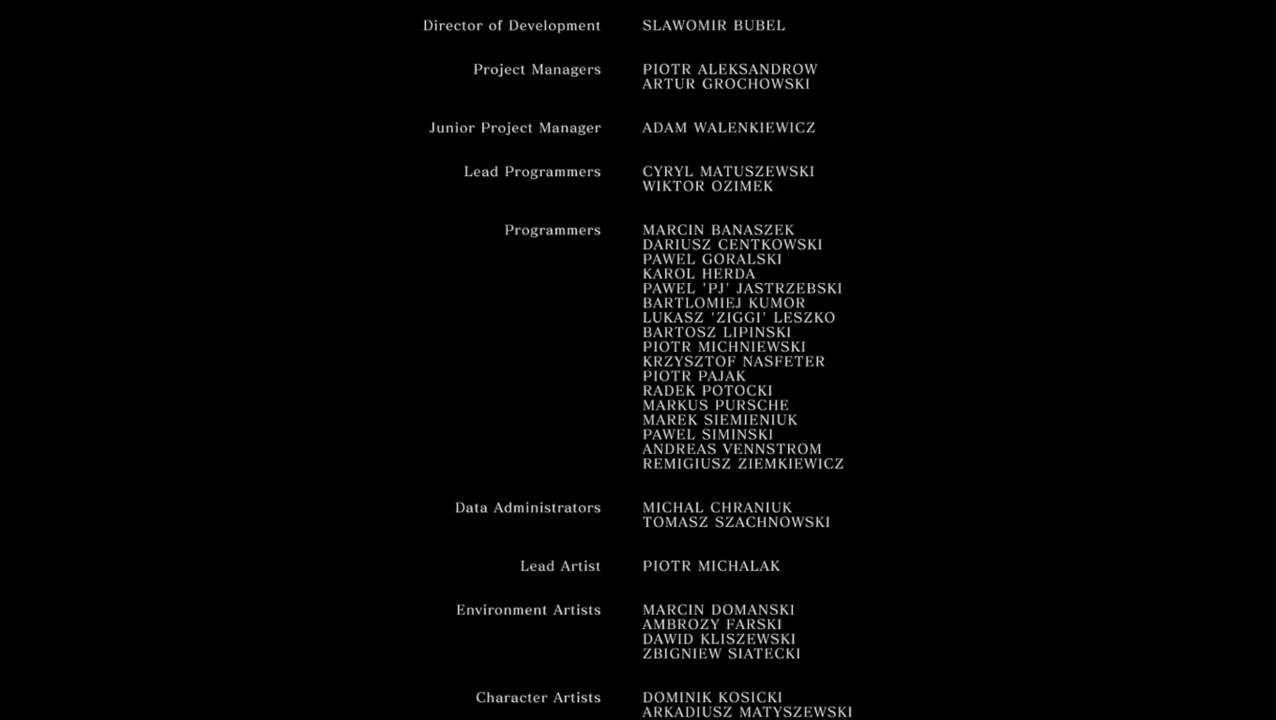 Director of Development SLAWOMIR BUBEL
Project Managers PIOTR ALEKSANDROW
ARTUR GROCHOWSKI
Junior Project Manager ADAM WALENKIEWICZ
Lead Programmers CYRYL MATUSZEWSKI
WIKTOR OZIMEK
Programmers MARCIN BANASZEK
DARIUSZ CENTKOWSKI
PAWEL GORALSKI
KAROL HERDA
PAWEL 'PJ' JASTRZEBSKI
BARTLOMIEJ KUMOR
LUKASZ 'ZIGGI' LESZKO
BARTOSZ LIPINSKI
PIOTR MICHNIEWSKI
KRZYSZTOF NASFETER
PIOTR PAJAK
RADEK POTOCKI
MARKUS PURSCHE
MAREK SIEMIENIUK
PAWEL SIMINSKI
ANDREAS VENNSTROM
REMIGIUSZ ZIEMKIEWICZ
Data Administrators MICHAL CHRANIUK
TOMASZ SZACHNOWSKI
Lead Artist PIOTR MICHALAK
Environment Artists MARCIN DOMANSKI
AMBROZY FARSKI
DAWID KLISZEWSKI
ZBIGNIEW SIATECKI
Character Artists DOMINIK KOSICKI
ARKADIUSZ MATYSZEWSKI